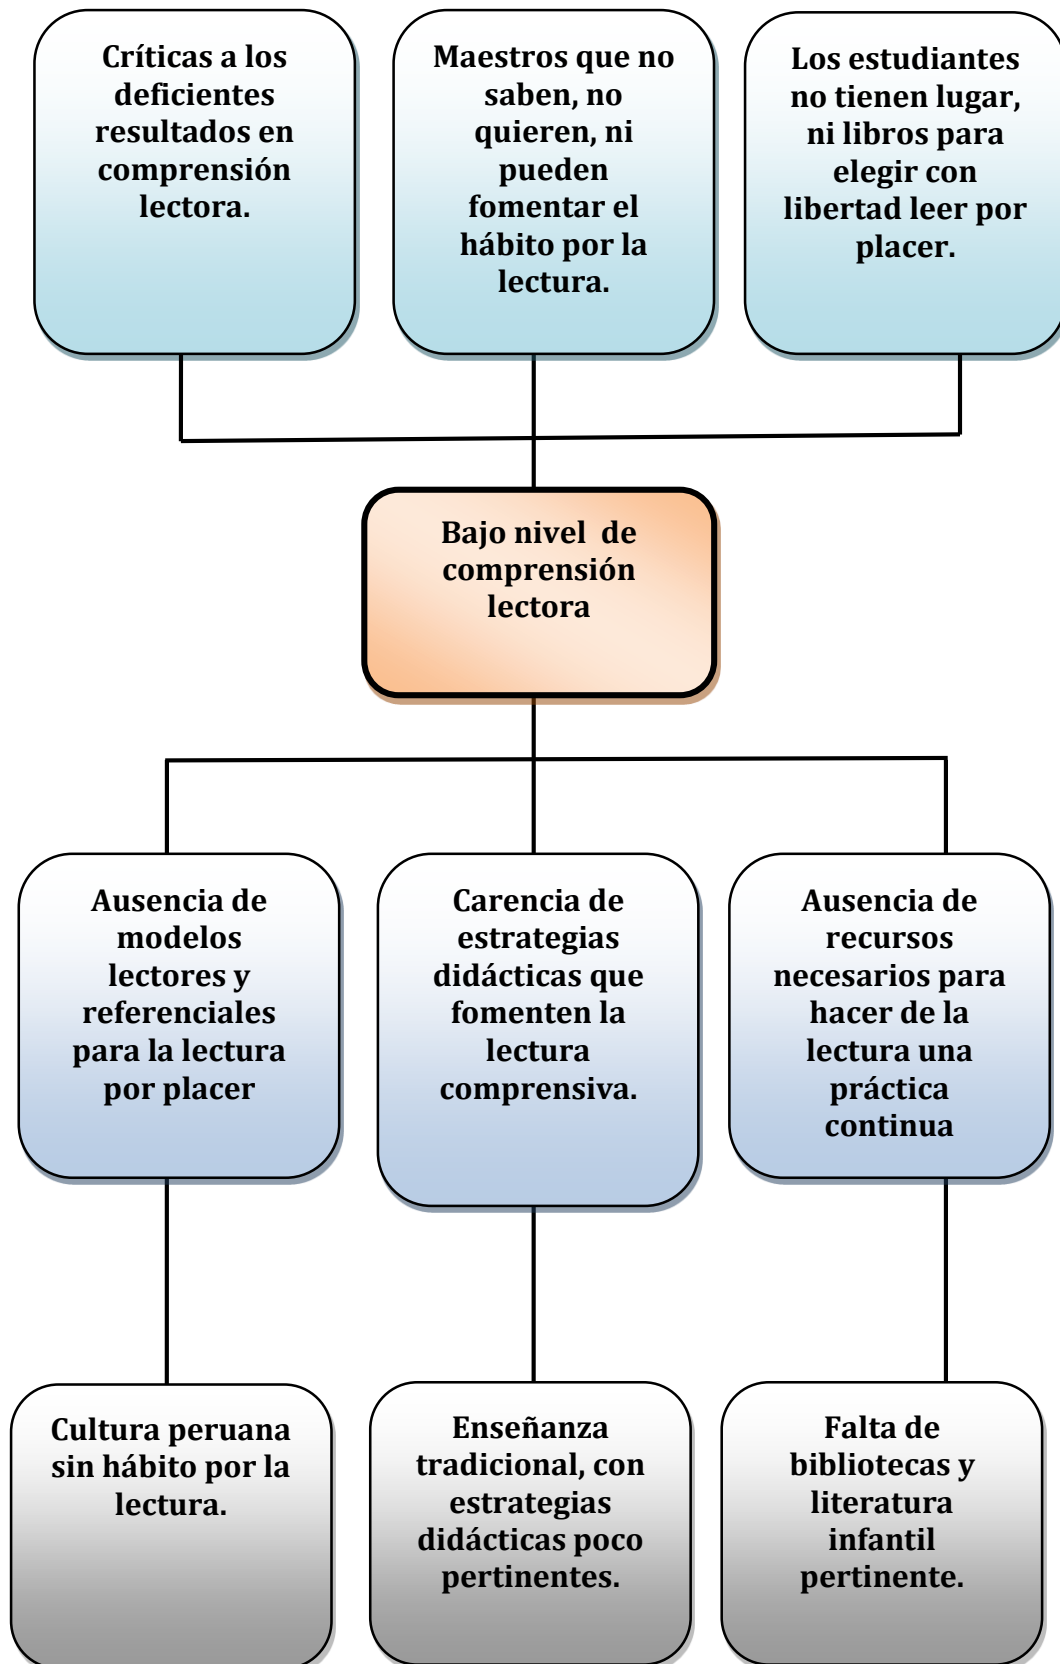 Críticas a los
deficientes
resultados en
comprensión
lectora.
Maestros que no
saben, no
quieren, ni
pueden
fomentar el
hábito por la
lectura.
Los estudiantes
no tienen lugar,
ni libros para
elegir con
libertad leer por
placer.
Bajo nivel  de
comprensión
lectora
Ausencia de
modelos
lectores y
referenciales
para la lectura
por placer
Carencia de
estrategias
didácticas que
fomenten la
lectura
comprensiva.
Ausencia de
recursos
necesarios para
hacer de la
lectura una
práctica
continua
Cultura peruana
sin hábito por la
lectura.
Enseñanza
tradicional, con
estrategias
didácticas poco
pertinentes.
Falta de
bibliotecas y
literatura
infantil
pertinente.